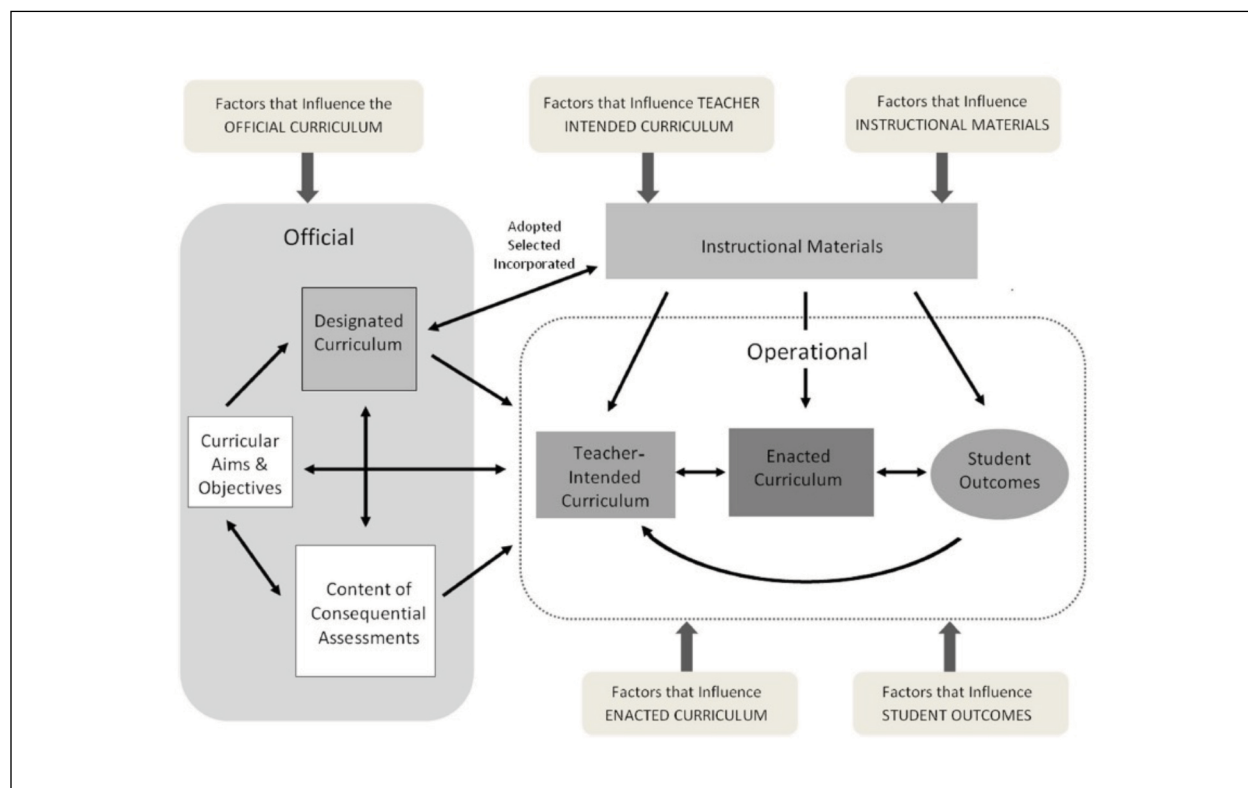 Factors that Influence the
OFFICIAL CURRICULUM
Factors that Influence TEACHER
INTENDED CURRICULUM
Factors that Influence
INSTRUCTIONAL MATERIALS
Official
Adopted
Selected
Incorporated
Instructional Materials
Designated
Curriculum
Operational
Curricular
Aims &
Objectives
Teacher-
Intended
Curriculum
Enacted
Curriculum
Student
Outcomes
Content of
Consequential
Assessments
Factors that Influence
ENACTED CURRICULUM
Factors that Influence
STUDENT OUTCOMES